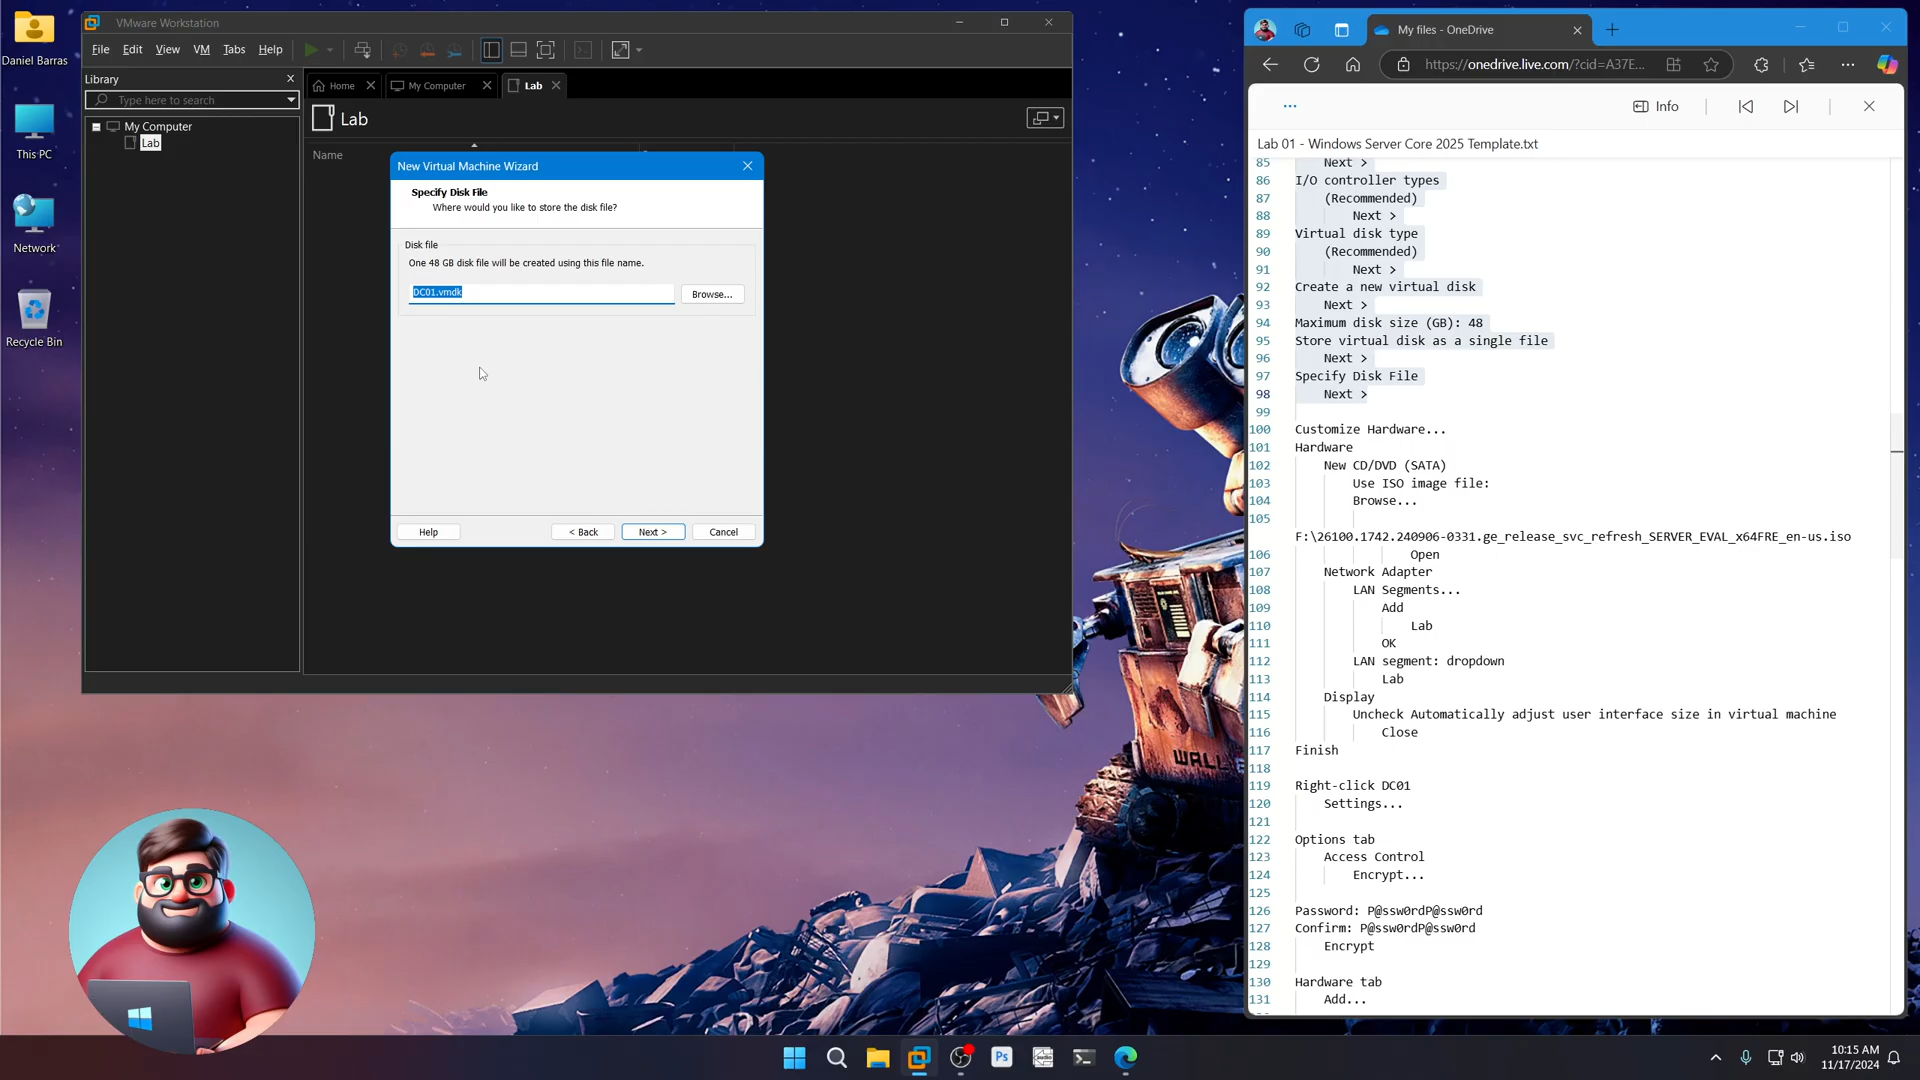 Daniel Barras
This PC
Network
Recycle Bin
VMware Workstation
File Edit View VM Tabs Help
Library
Type here to search
My Computer
Lab
Home
My Computer
Lab
Lab
Name
New Virtual Machine Wizard
Specify Disk File
Where would you like to store the disk file?
Disk file
One 48 GB disk file will be created using this file name.
DC01.vmdk
Browse...
Help
< Back
Next >
Cancel
My files - OneDrive
https://onedrive.live.com/?cid=A37E...
Info
Lab 01 - Windows Server Core 2025 Template.txt
85 Next >
86 I/O controller types
87 (Recommended)
88 Next >
89 Virtual disk type
90 (Recommended)
91 Next >
92 Create a new virtual disk
93 Next >
94 Maximum disk size (GB): 48
95 Store virtual disk as a single file
96 Next >
97 Specify Disk File
98 Next >
99
100 Customize Hardware...
101 Hardware
102 New CD/DVD (SATA)
103 Use ISO image file:
104 Browse...
105
F:\26100.1742.240906-0331.ge_release_svc_refresh_SERVER_EVAL_x64FRE_en-us.iso
106 Open
107 Network Adapter
108 LAN Segments...
109 Add
110 Lab
111 OK
112 LAN segment: dropdown
113 Lab
114 Display
115 Uncheck Automatically adjust user interface size in virtual machine
116 Close
117 Finish
118
119 Right-click DC01
120 Settings...
121
122 Options tab
123 Access Control
124 Encrypt...
125
126 Password: P@ssw0rdP@ssw0rd
127 Confirm: P@ssw0rdP@ssw0rd
128 Encrypt
129
130 Hardware tab
131 Add...
Ps
10:15 AM
11/17/2024